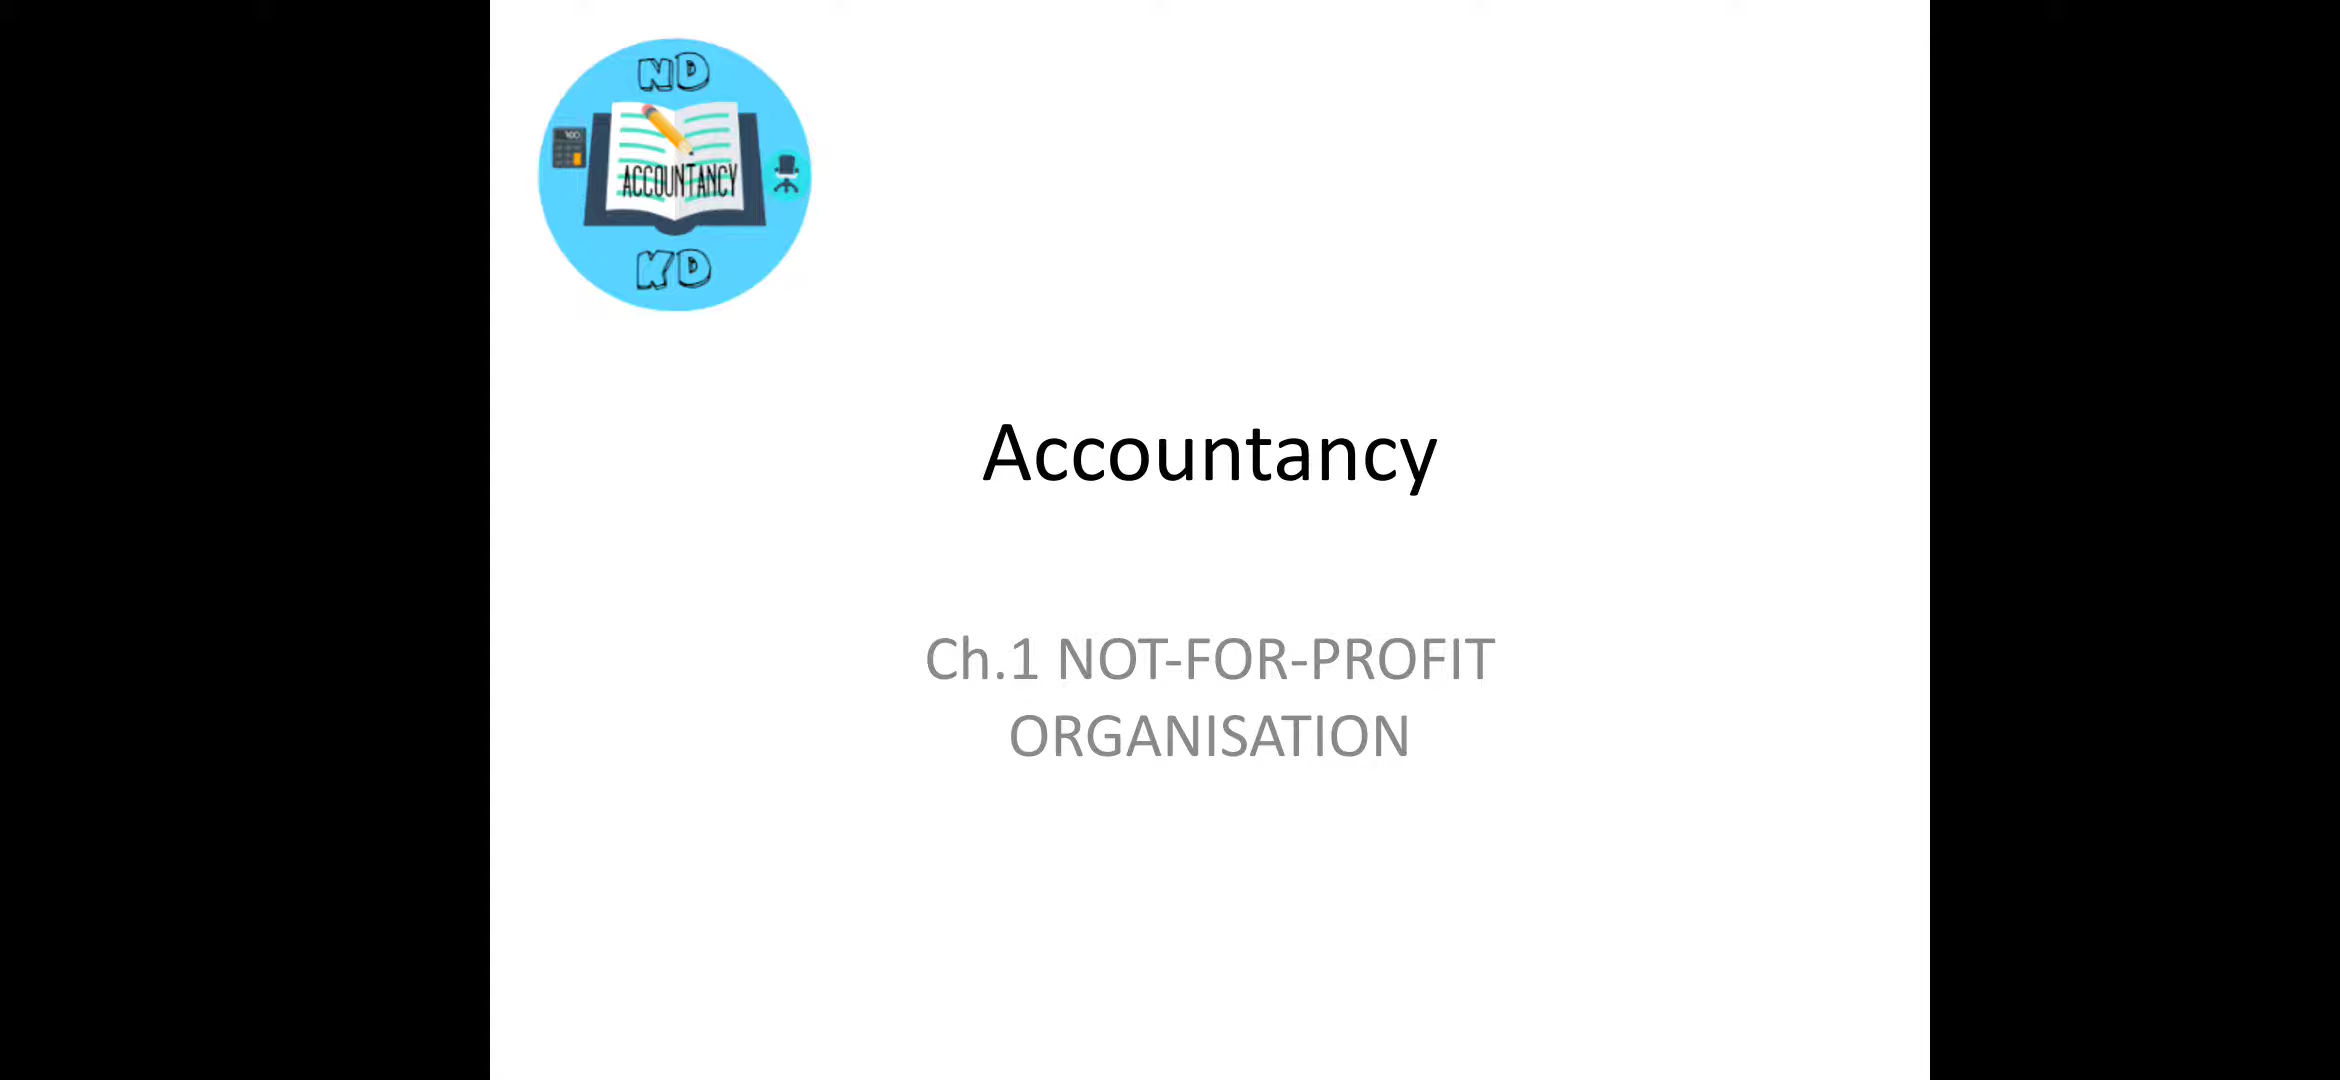 ND
ACCOUNTANCY
KD
Accountancy
Ch.1 NOT-FOR-PROFIT
ORGANISATION